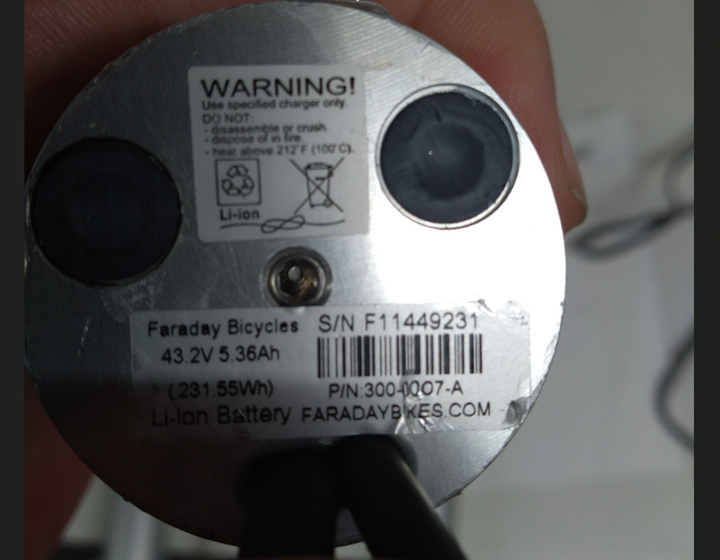 WARNING!
Use specified charger only.
DO NOT:
- disassemble or crush.
- dispose of in fire.
- heat above 212°F (100°C).
Li-ion
Faraday Bicycles S/N F11449231
43.2V 5.36Ah
(231.55Wh) P/N:300-0007-A
Li-Ion Battery FARADAYBIKES.COM